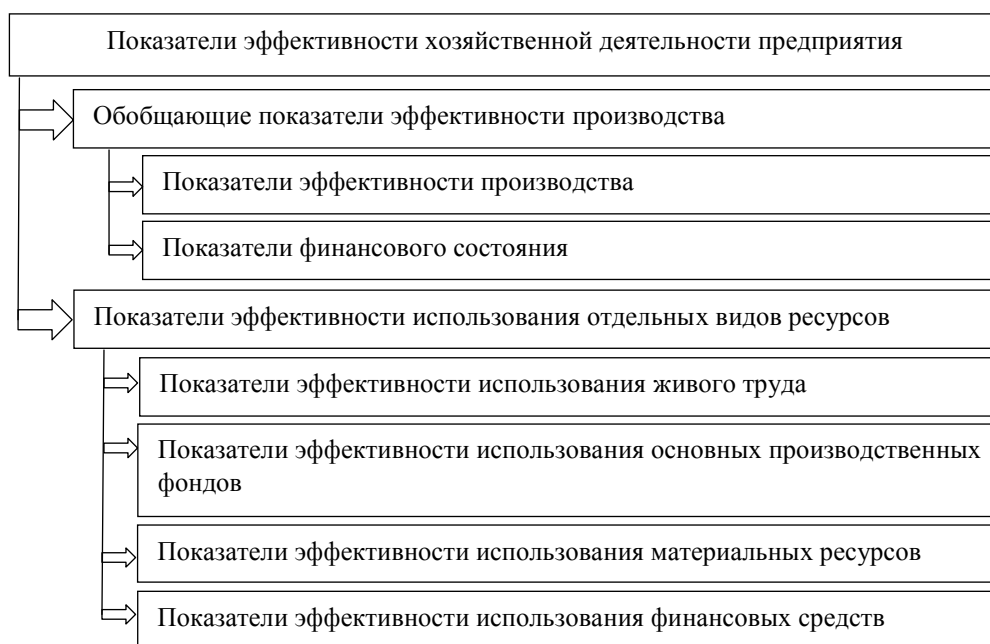 Показатели эффективности хозяйственной деятельности предприятия
Обобщающие показатели эффективности производства
Показатели эффективности производства
Показатели финансового состояния
Показатели эффективности использования отдельных видов ресурсов
Показатели эффективности использования живого труда
Показатели эффективности использования основных производственных
фондов
Показатели эффективности использования материальных ресурсов
Показатели эффективности использования финансовых средств